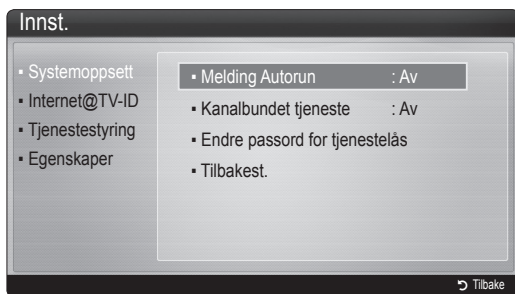 Innst.
▪ Systemoppsett
▪ Internet@TV-ID
▪ Tjenestestyring
▪ Egenskaper
▪ Melding Autorun : Av
▪ Kanalbundet tjeneste : Av
▪ Endre passord for tjenestelås
▪ Tilbakest.
Tilbake